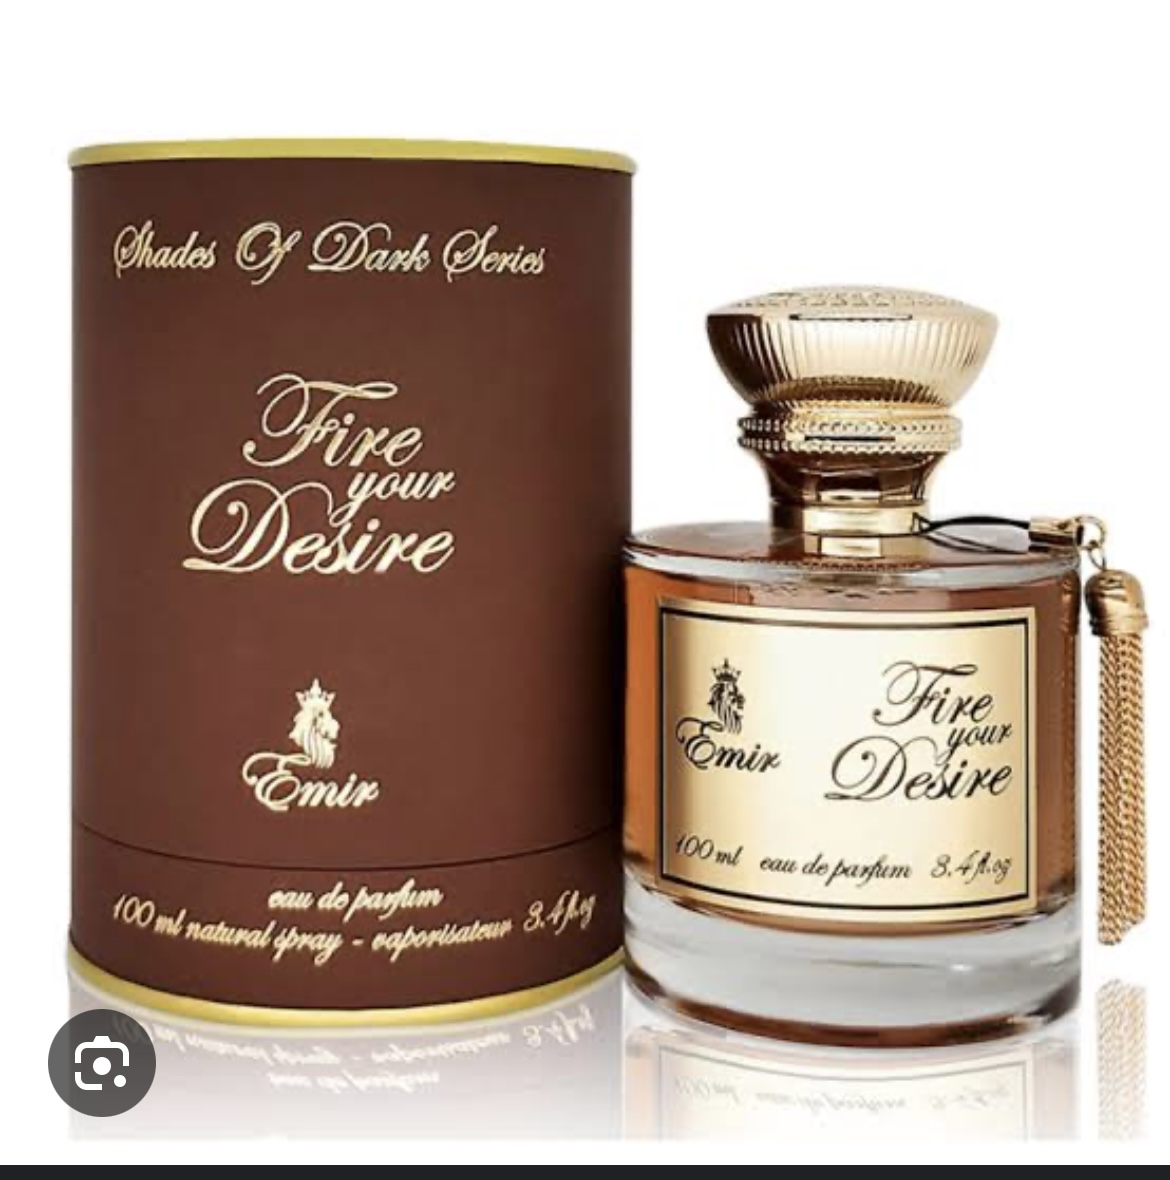 Shades Of Dark Series
Fire
your
Desire
Emir
eau de parfum
100 ml natural spray - vaporisateur 3.4 fl.oz
Emir
Fire
your
Desire
100 ml eau de parfum 3.4 fl.oz